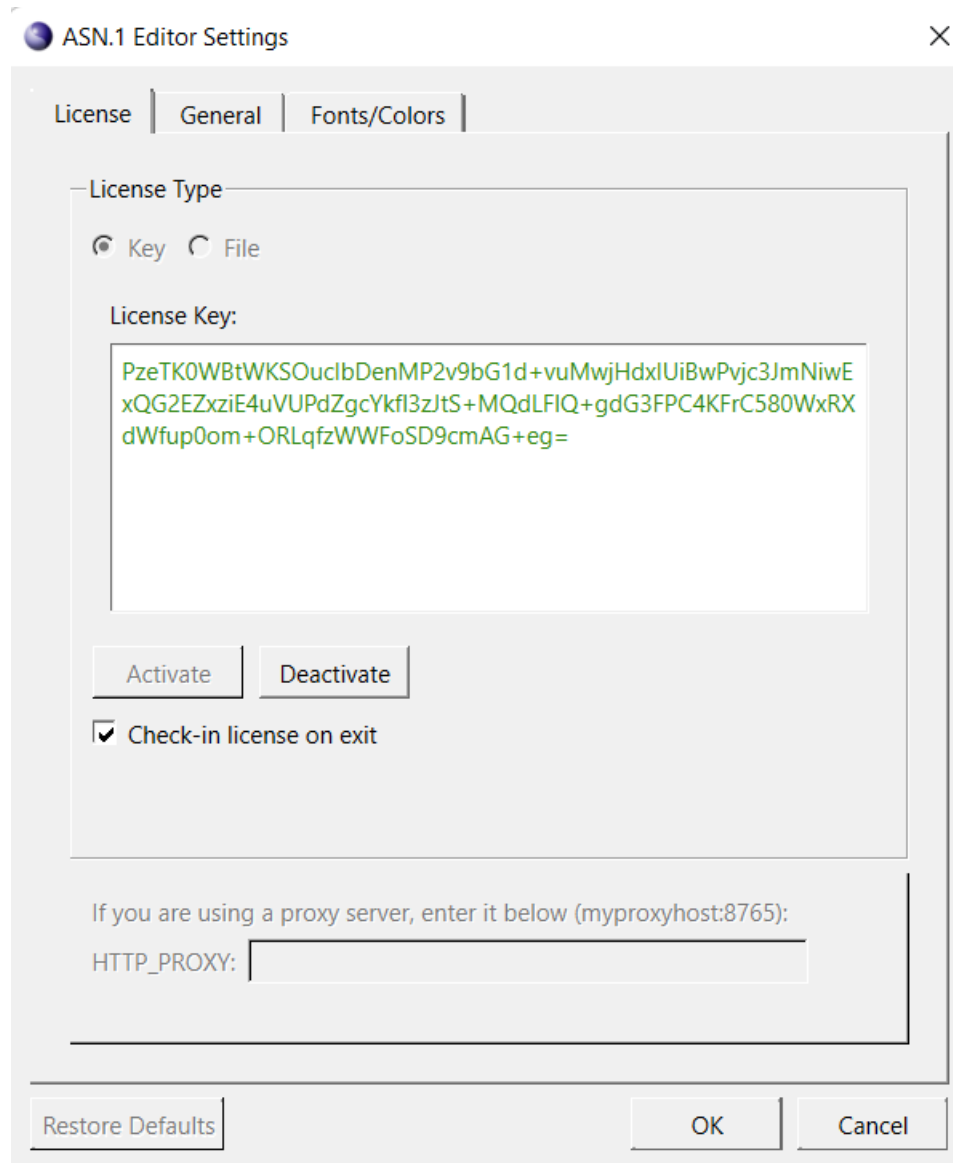 ASN.1 Editor Settings
License General Fonts/Colors
License Type
Key File
License Key:
PzeTK0WBtWKSOucIbDenMP2v9bG1d+vuMwjHdxIUiBwPvjc3JmNiwE
xQG2EZxziE4uVUPdZgcYkfI3zJtS+MQdLFIQ+gdG3FPC4KFrC580WxRX
dWfup0om+ORLqfzWWFoSD9cmAG+eg=
Activate Deactivate
Check-in license on exit
If you are using a proxy server, enter it below (myproxyhost:8765):
HTTP_PROXY:
Restore Defaults OK Cancel